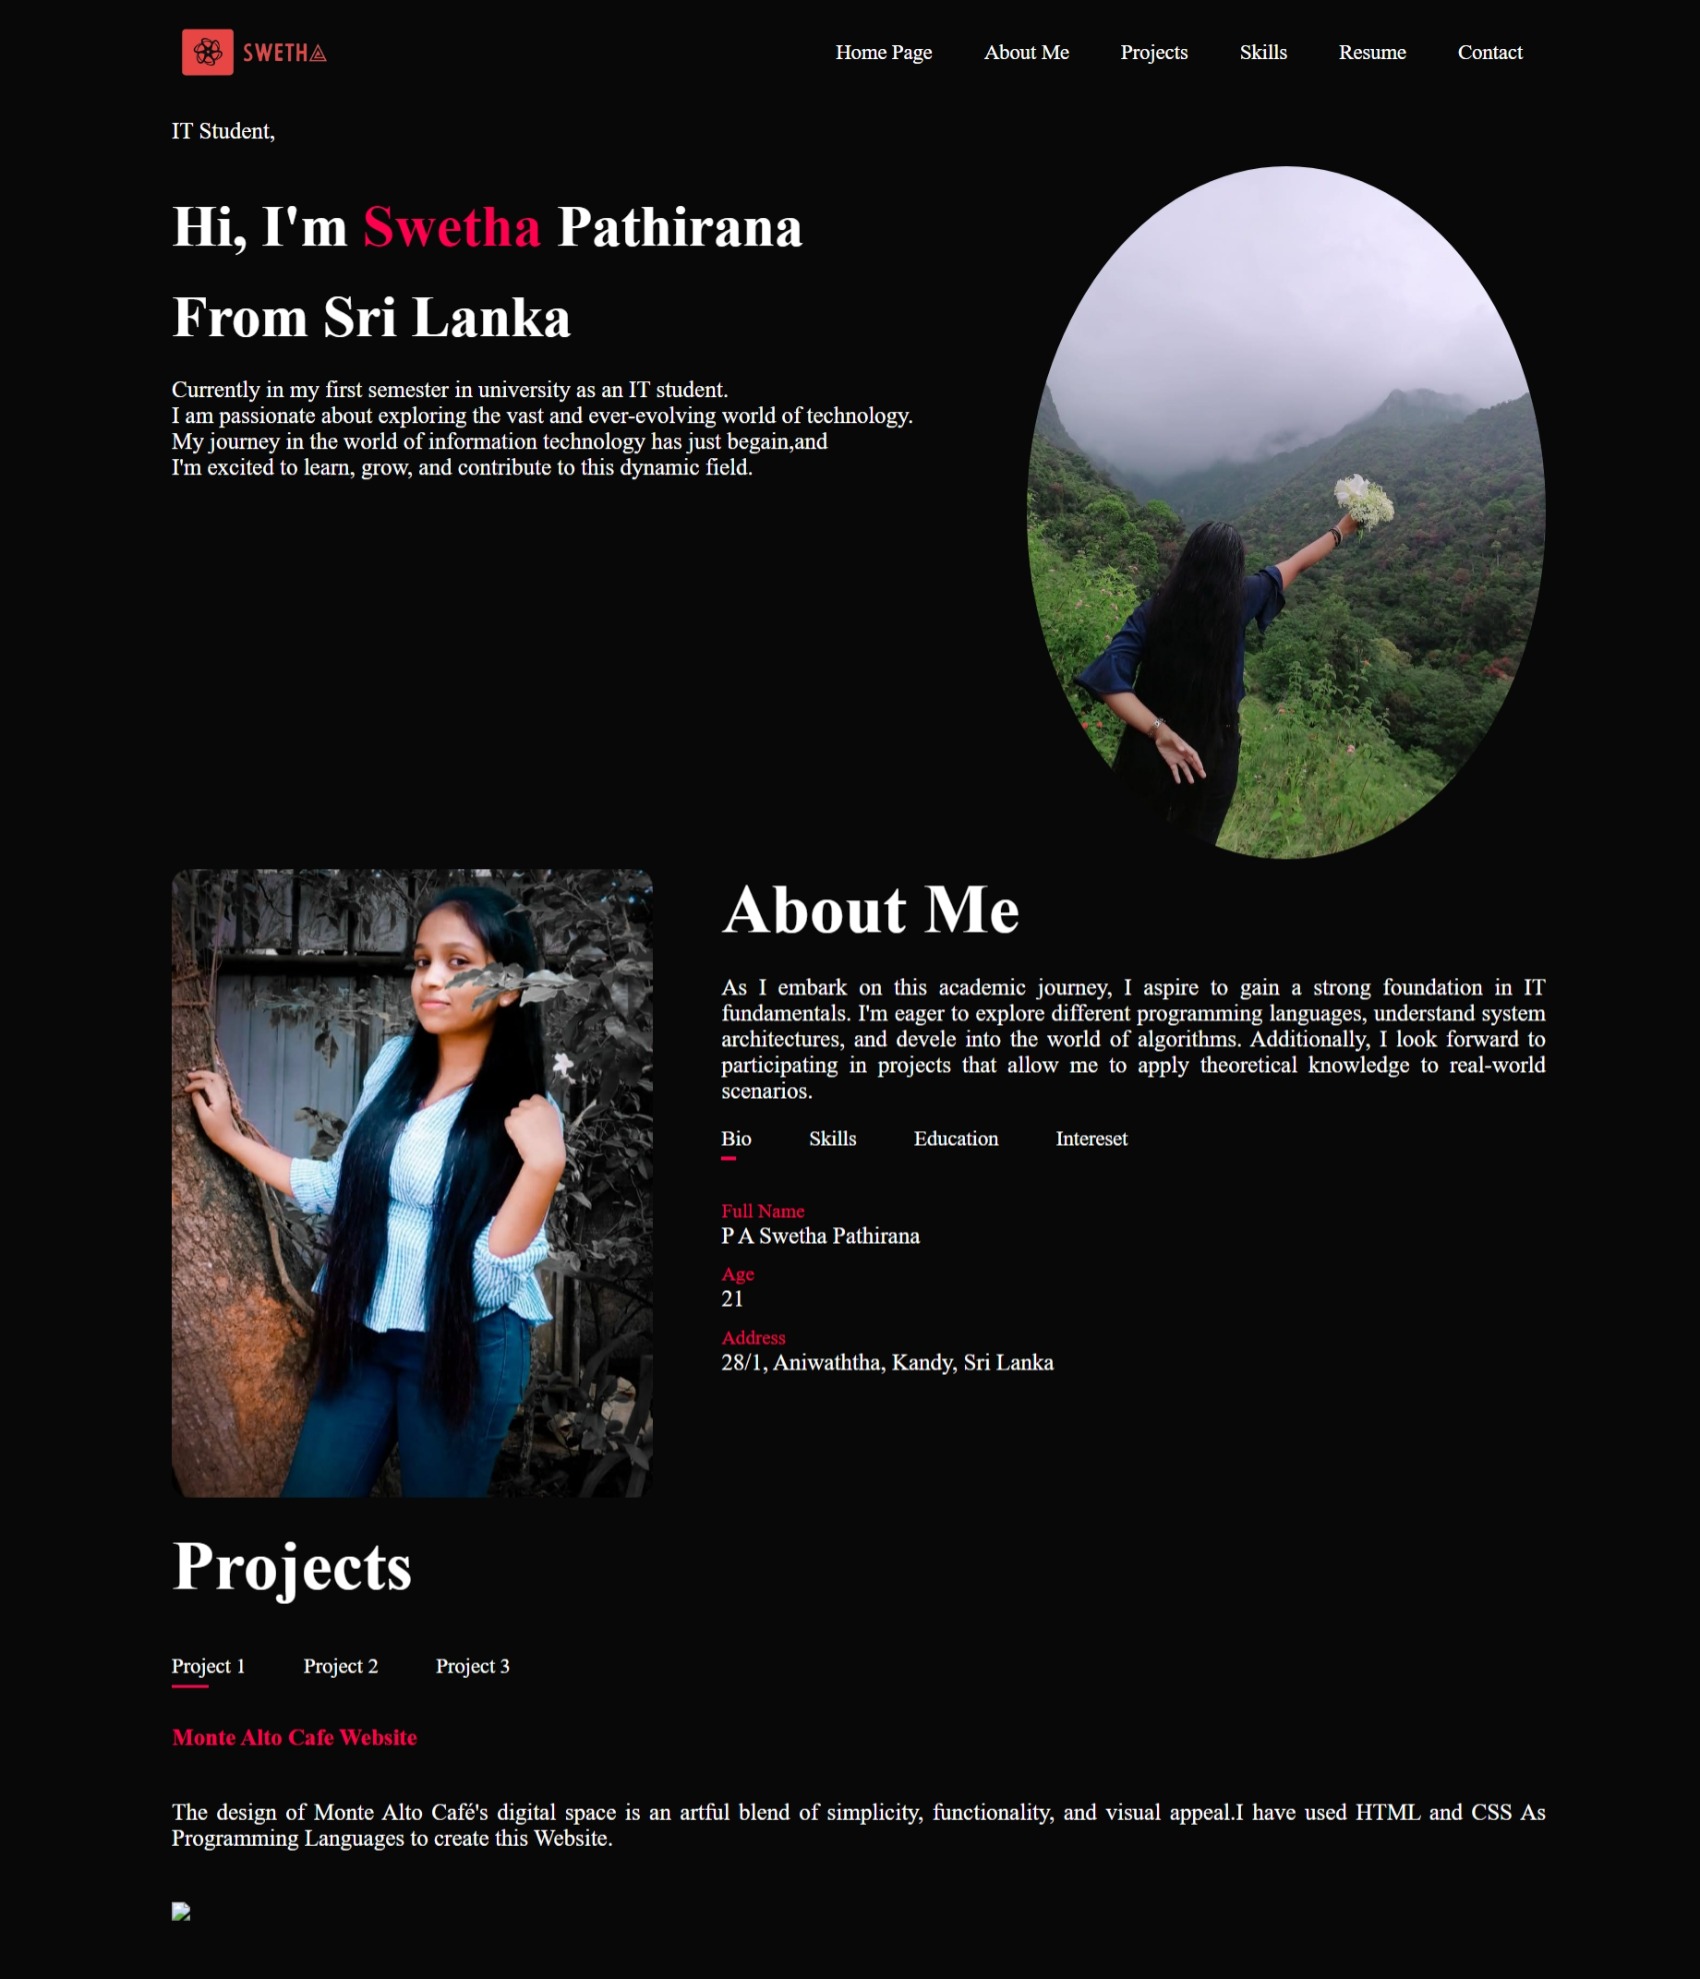 SWETHA
Home Page
About Me
Projects
Skills
Resume
Contact
IT Student,
Hi, I'm Swetha Pathirana
From Sri Lanka
Currently in my first semester in university as an IT student.
I am passionate about exploring the vast and ever-evolving world of technology.
My journey in the world of information technology has just begain,and
I'm excited to learn, grow, and contribute to this dynamic field.
About Me
As I embark on this academic journey, I aspire to gain a strong foundation in IT
fundamentals. I'm eager to explore different programming languages, understand system
architectures, and devele into the world of algorithms. Additionally, I look forward to
participating in projects that allow me to apply theoretical knowledge to real-world
scenarios.
Bio
Skills
Education
Intereset
Full Name
P A Swetha Pathirana
Age
21
Address
28/1, Aniwaththa, Kandy, Sri Lanka
Projects
Project 1
Project 2
Project 3
Monte Alto Cafe Website
The design of Monte Alto Café's digital space is an artful blend of simplicity, functionality, and visual appeal.I have used HTML and CSS As
Programming Languages to create this Website.